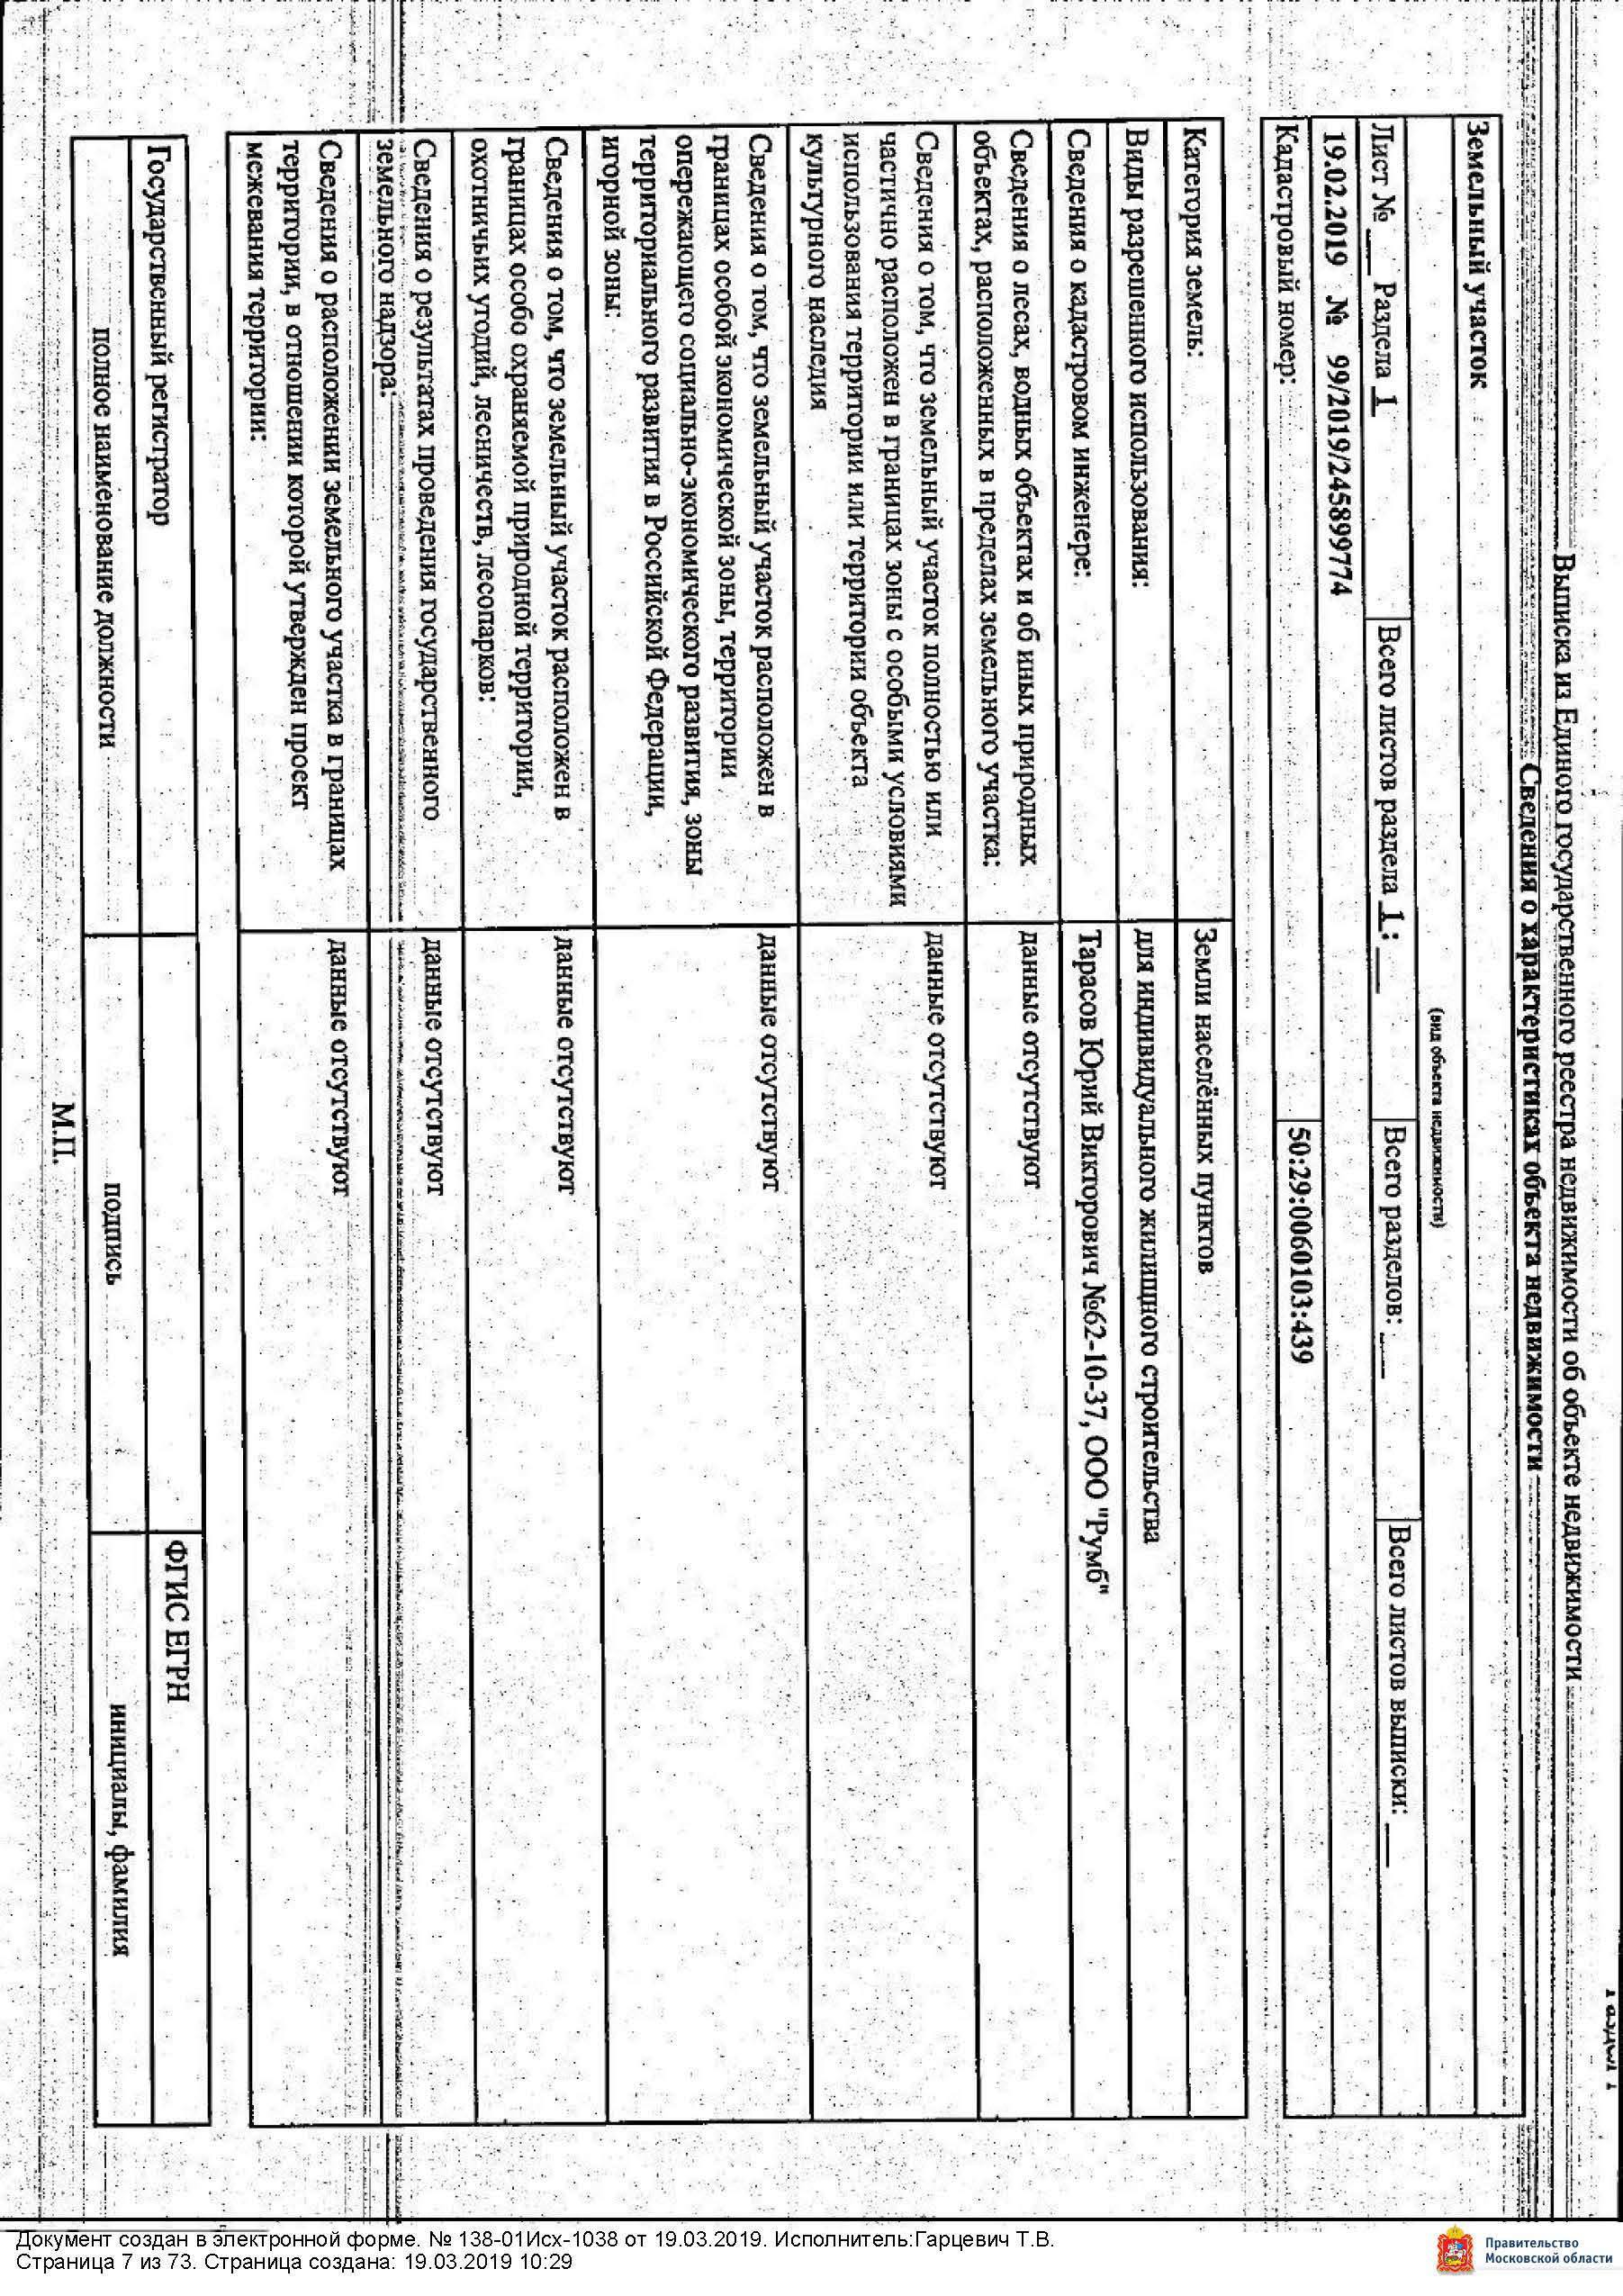 Раздел 1
Выписка из Единого государственного реестра недвижимости об объекте недвижимости
Сведения о характеристиках объекта недвижимости
Земельный участок
(вид объекта недвижимости)
Лист № ___ Раздела 1 Всего листов раздела 1: ___ Всего разделов: ___ Всего листов выписки: ___
19.02.2019 № 99/2019/245899774
Кадастровый номер: 50:29:0060103:439
Категория земель: Земли населённых пунктов
Виды разрешенного использования: для индивидуального жилищного строительства
Сведения о кадастровом инженере: Тарасов Юрий Викторович №62-10-37, ООО "Румб"
Сведения о лесах, водных объектах и об иных природных данные отсутствуют
объектах, расположенных в пределах земельного участка:
Сведения о том, что земельный участок полностью или данные отсутствуют
частично расположен в границах зоны с особыми условиями
использования территории или территории объекта
культурного наследия
Сведения о том, что земельный участок расположен в данные отсутствуют
границах особой экономической зоны, территории
опережающего социально-экономического развития, зоны
территориального развития в Российской Федерации,
игорной зоны:
Сведения о том, что земельный участок расположен в данные отсутствуют
границах особо охраняемой природной территории,
охотничьих угодий, лесничеств, лесопарков:
Сведения о результатах проведения государственного данные отсутствуют
земельного надзора:
Сведения о расположении земельного участка в границах данные отсутствуют
территории, в отношении которой утвержден проект
межевания территории:
Государственный регистратор ФГИС ЕГРН
полное наименование должности подпись инициалы, фамилия
М.П.
Документ создан в электронной форме. № 138-01Исх-1038 от 19.03.2019. Исполнитель:Гарцевич Т.В.
Страница 7 из 73. Страница создана: 19.03.2019 10:29
Правительство
Московской области